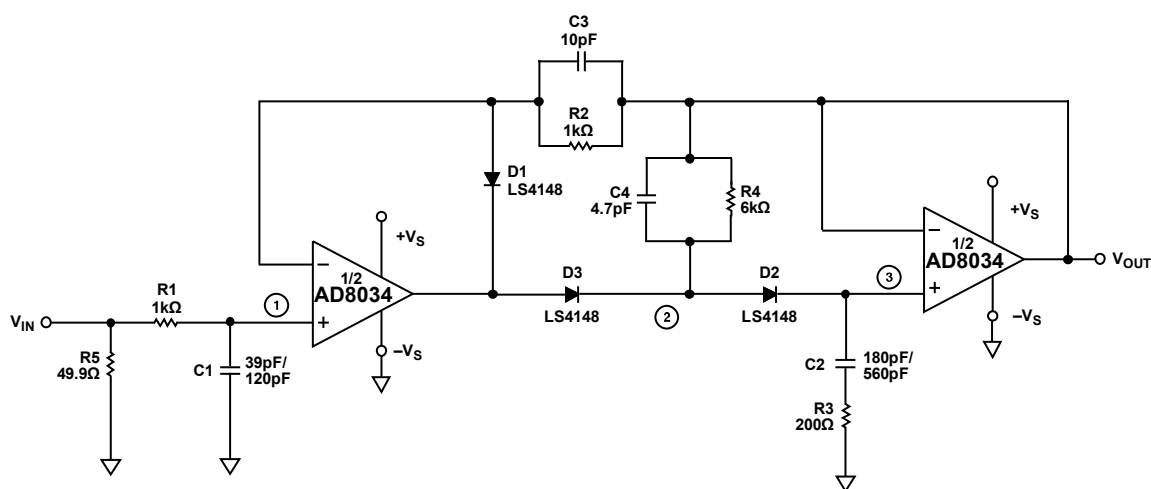 C3
10pF
R2
1kΩ
D1
LS4148
C4
4.7pF
R4
6kΩ
+VS
+VS
1/2
AD8034
−
+
1/2
AD8034
−
+
VOUT
R1
1kΩ
1
D3
LS4148
2
D2
LS4148
3
VIN
R5
49.9Ω
C1
39pF/
120pF
−VS
−VS
C2
180pF/
560pF
R3
200Ω